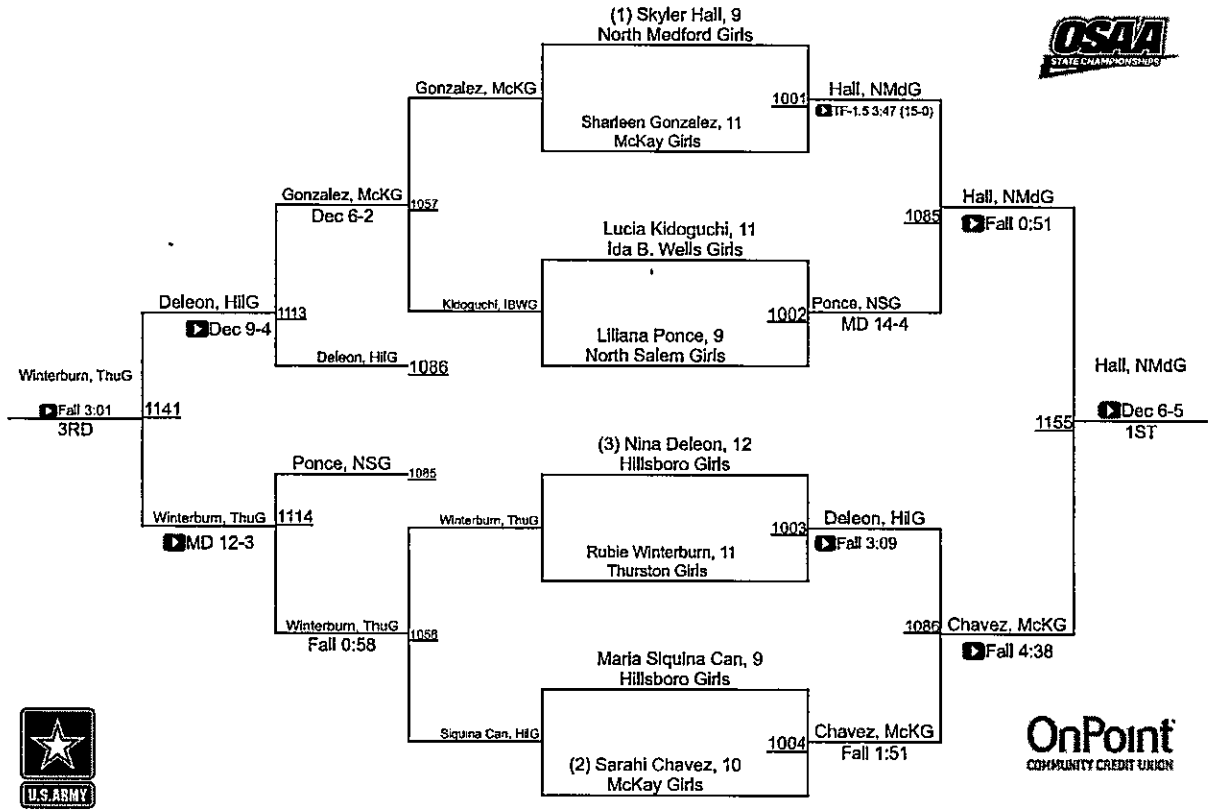 (1) Skyler Hall, 9
North Medford Girls
OSAA
STATE CHAMPIONSHIPS
Gonzalez, McKG
1001
Hall, NMdG
TF-1.5 3:47 (15-0)
Sharleen Gonzalez, 11
McKay Girls
Gonzalez, McKG
Dec 6-2
1057
Hall, NMdG
1085
Fall 0:51
Lucia Kidoguchi, 11
Ida B. Wells Girls
Deleon, HilG
Dec 9-4
1113
Kidoguchi, IBWG
1002
Ponce, NSG
MD 14-4
Liliana Ponce, 9
North Salem Girls
Deleon, HilG
1086
Winterburn, ThuG
Fall 3:01
3RD
1141
Hall, NMdG
Dec 6-5
1ST
1155
(3) Nina Deleon, 12
Hillsboro Girls
Ponce, NSG
1085
Winterburn, ThuG
MD 12-3
1114
Winterburn, ThuG
1003
Deleon, HilG
Fall 3:09
Rubie Winterburn, 11
Thurston Girls
Winterburn, ThuG
Fall 0:58
1058
1086
Chavez, McKG
Fall 4:38
Maria Siquina Can, 9
Hillsboro Girls
Siquina Can, HilG
1004
Chavez, McKG
Fall 1:51
(2) Sarahi Chavez, 10
McKay Girls
U.S.ARMY
OnPoint
COMMUNITY CREDIT UNION